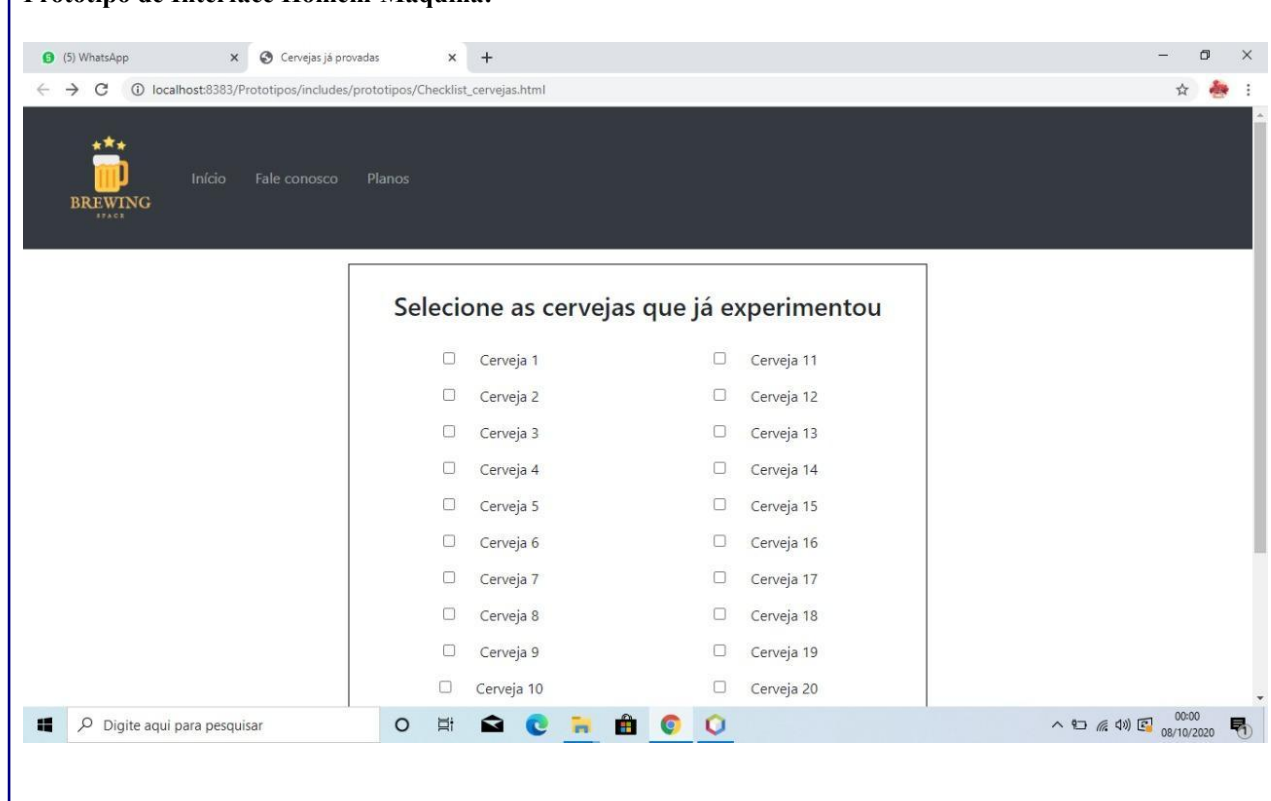 Protótipo de Interface Homem-Máquina:
(5) WhatsApp
Cervejas já provadas
localhost:8383/Prototipos/includes/prototipos/Checklist_cervejas.html
BREWING
SPACE
Início Fale conosco Planos
Selecione as cervejas que já experimentou
Cerveja 1 Cerveja 11
Cerveja 2 Cerveja 12
Cerveja 3 Cerveja 13
Cerveja 4 Cerveja 14
Cerveja 5 Cerveja 15
Cerveja 6 Cerveja 16
Cerveja 7 Cerveja 17
Cerveja 8 Cerveja 18
Cerveja 9 Cerveja 19
Cerveja 10 Cerveja 20
Digite aqui para pesquisar
00:00
08/10/2020
1